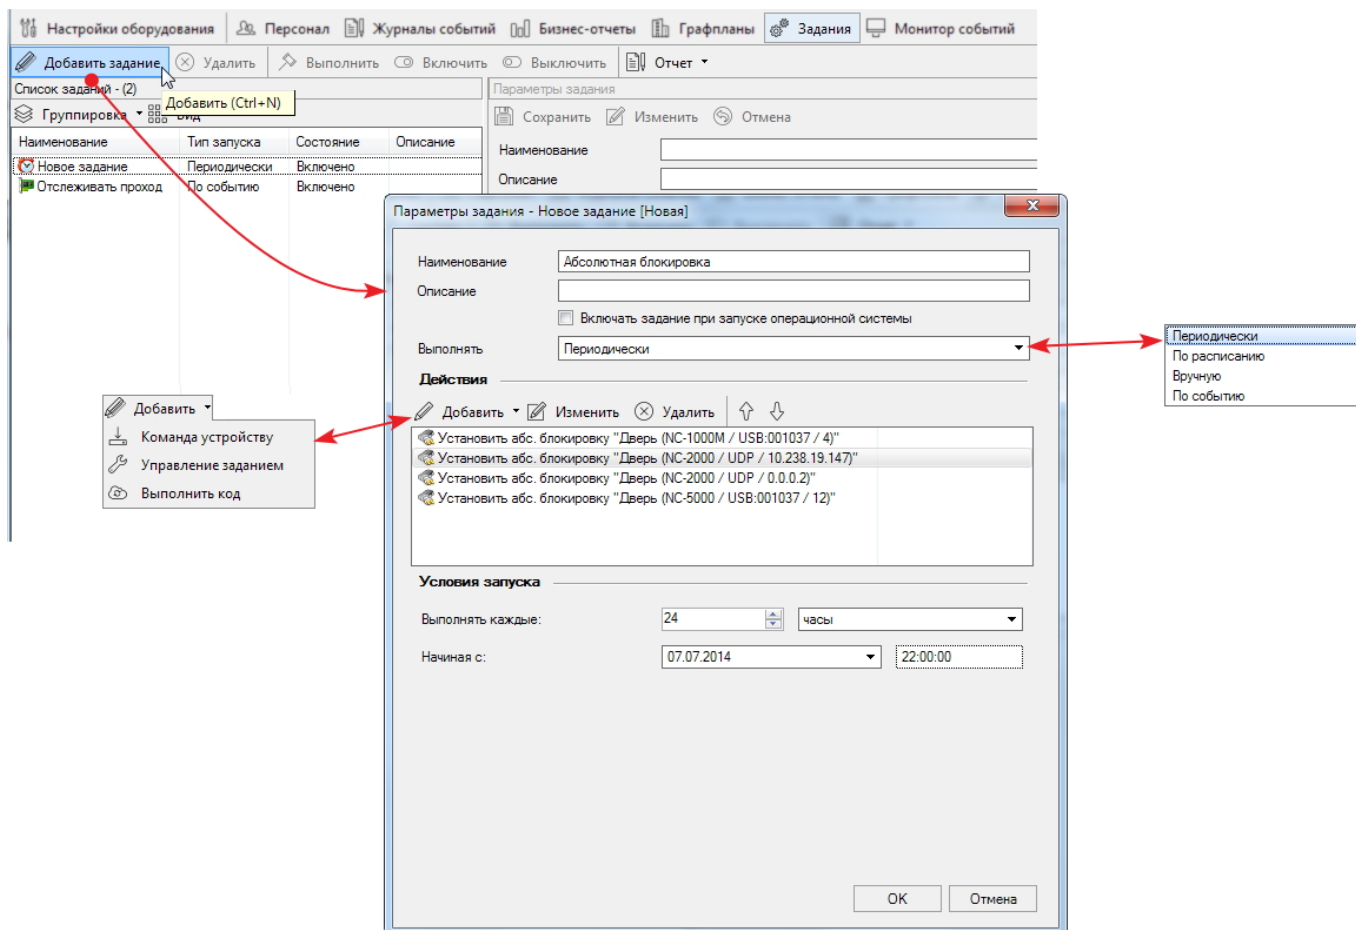 Настройки оборудования Персонал Журналы событий Бизнес-отчеты Графпланы Задания Монитор событий
Добавить задание Удалить Выполнить Включить Выключить Отчет
Список заданий - (2) Параметры задания
Добавить (Ctrl+N)
Группировка Вид Сохранить Изменить Отмена
Наименование Тип запуска Состояние Описание
Наименование
Новое задание Периодически Включено
Описание
Отслеживать проход По событию Включено
Параметры задания - Новое задание [Новая]
Наименование Абсолютная блокировка
Описание
Включать задание при запуске операционной системы
Выполнять Периодически
Периодически
По расписанию
Вручную
По событию
Действия
Добавить Изменить Удалить
Добавить
Команда устройству
Управление заданием
Выполнить код
Установить абс. блокировку "Дверь (NC-1000M / USB:001037 / 4)"
Установить абс. блокировку "Дверь (NC-2000 / UDP / 10.238.19.147)"
Установить абс. блокировку "Дверь (NC-2000 / UDP / 0.0.0.2)"
Установить абс. блокировку "Дверь (NC-5000 / USB:001037 / 12)"
Условия запуска
Выполнять каждые: 24 часы
Начиная с: 07.07.2014 22:00:00
OK Отмена